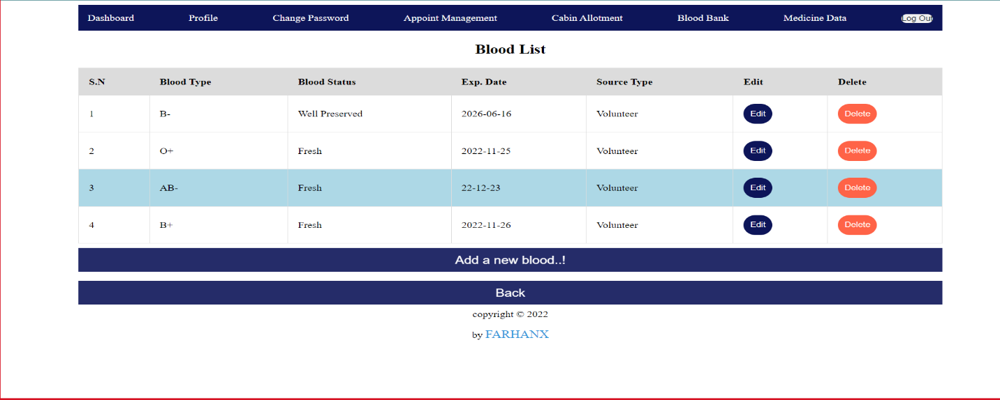 Dashboard Profile Change Password Appoint Management Cabin Allotment Blood Bank Medicine Data Log Out
Blood List
S.N Blood Type Blood Status Exp. Date Source Type Edit Delete
1 B- Well Preserved 2026-06-16 Volunteer Edit Delete
2 O+ Fresh 2022-11-25 Volunteer Edit Delete
3 AB- Fresh 22-12-23 Volunteer Edit Delete
4 B+ Fresh 2022-11-26 Volunteer Edit Delete
Add a new blood..!
Back
copyright © 2022
by FARHANX